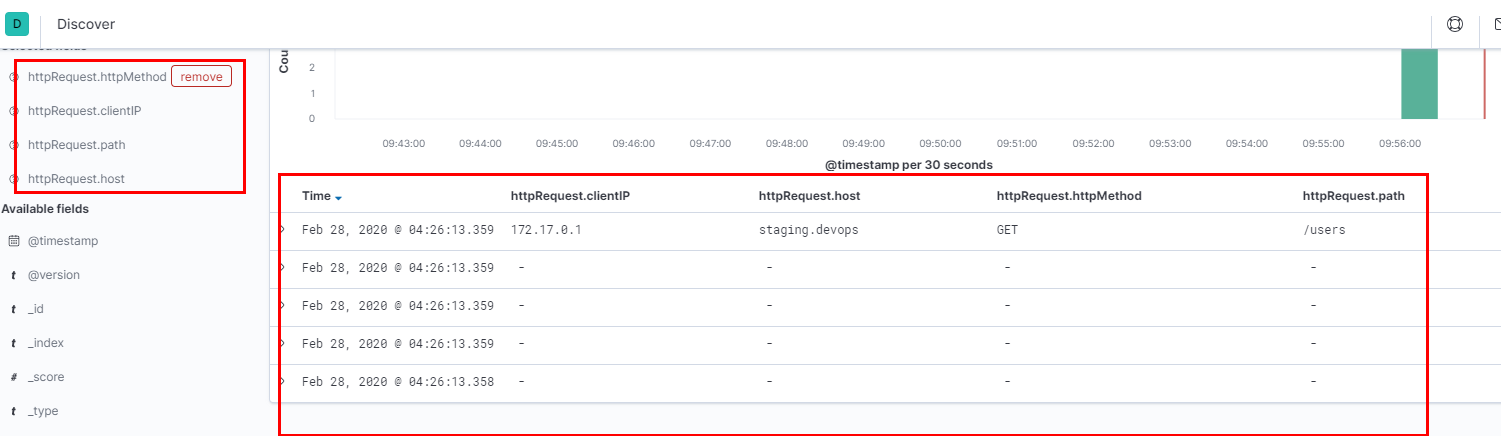 D Discover
Selected fields
httpRequest.httpMethod remove
httpRequest.clientIP
httpRequest.path
httpRequest.host
Available fields
@timestamp
t @version
t _id
t _index
# _score
t _type
Cou
2
1
0
09:43:00 09:44:00 09:45:00 09:46:00 09:47:00 09:48:00 09:49:00 09:50:00 09:51:00 09:52:00 09:53:00 09:54:00 09:55:00 09:56:00
@timestamp per 30 seconds
Time httpRequest.clientIP httpRequest.host httpRequest.httpMethod httpRequest.path
Feb 28, 2020 @ 04:26:13.359 172.17.0.1 staging.devops GET /users
Feb 28, 2020 @ 04:26:13.359 - - - -
Feb 28, 2020 @ 04:26:13.359 - - - -
Feb 28, 2020 @ 04:26:13.359 - - - -
Feb 28, 2020 @ 04:26:13.358 - - - -